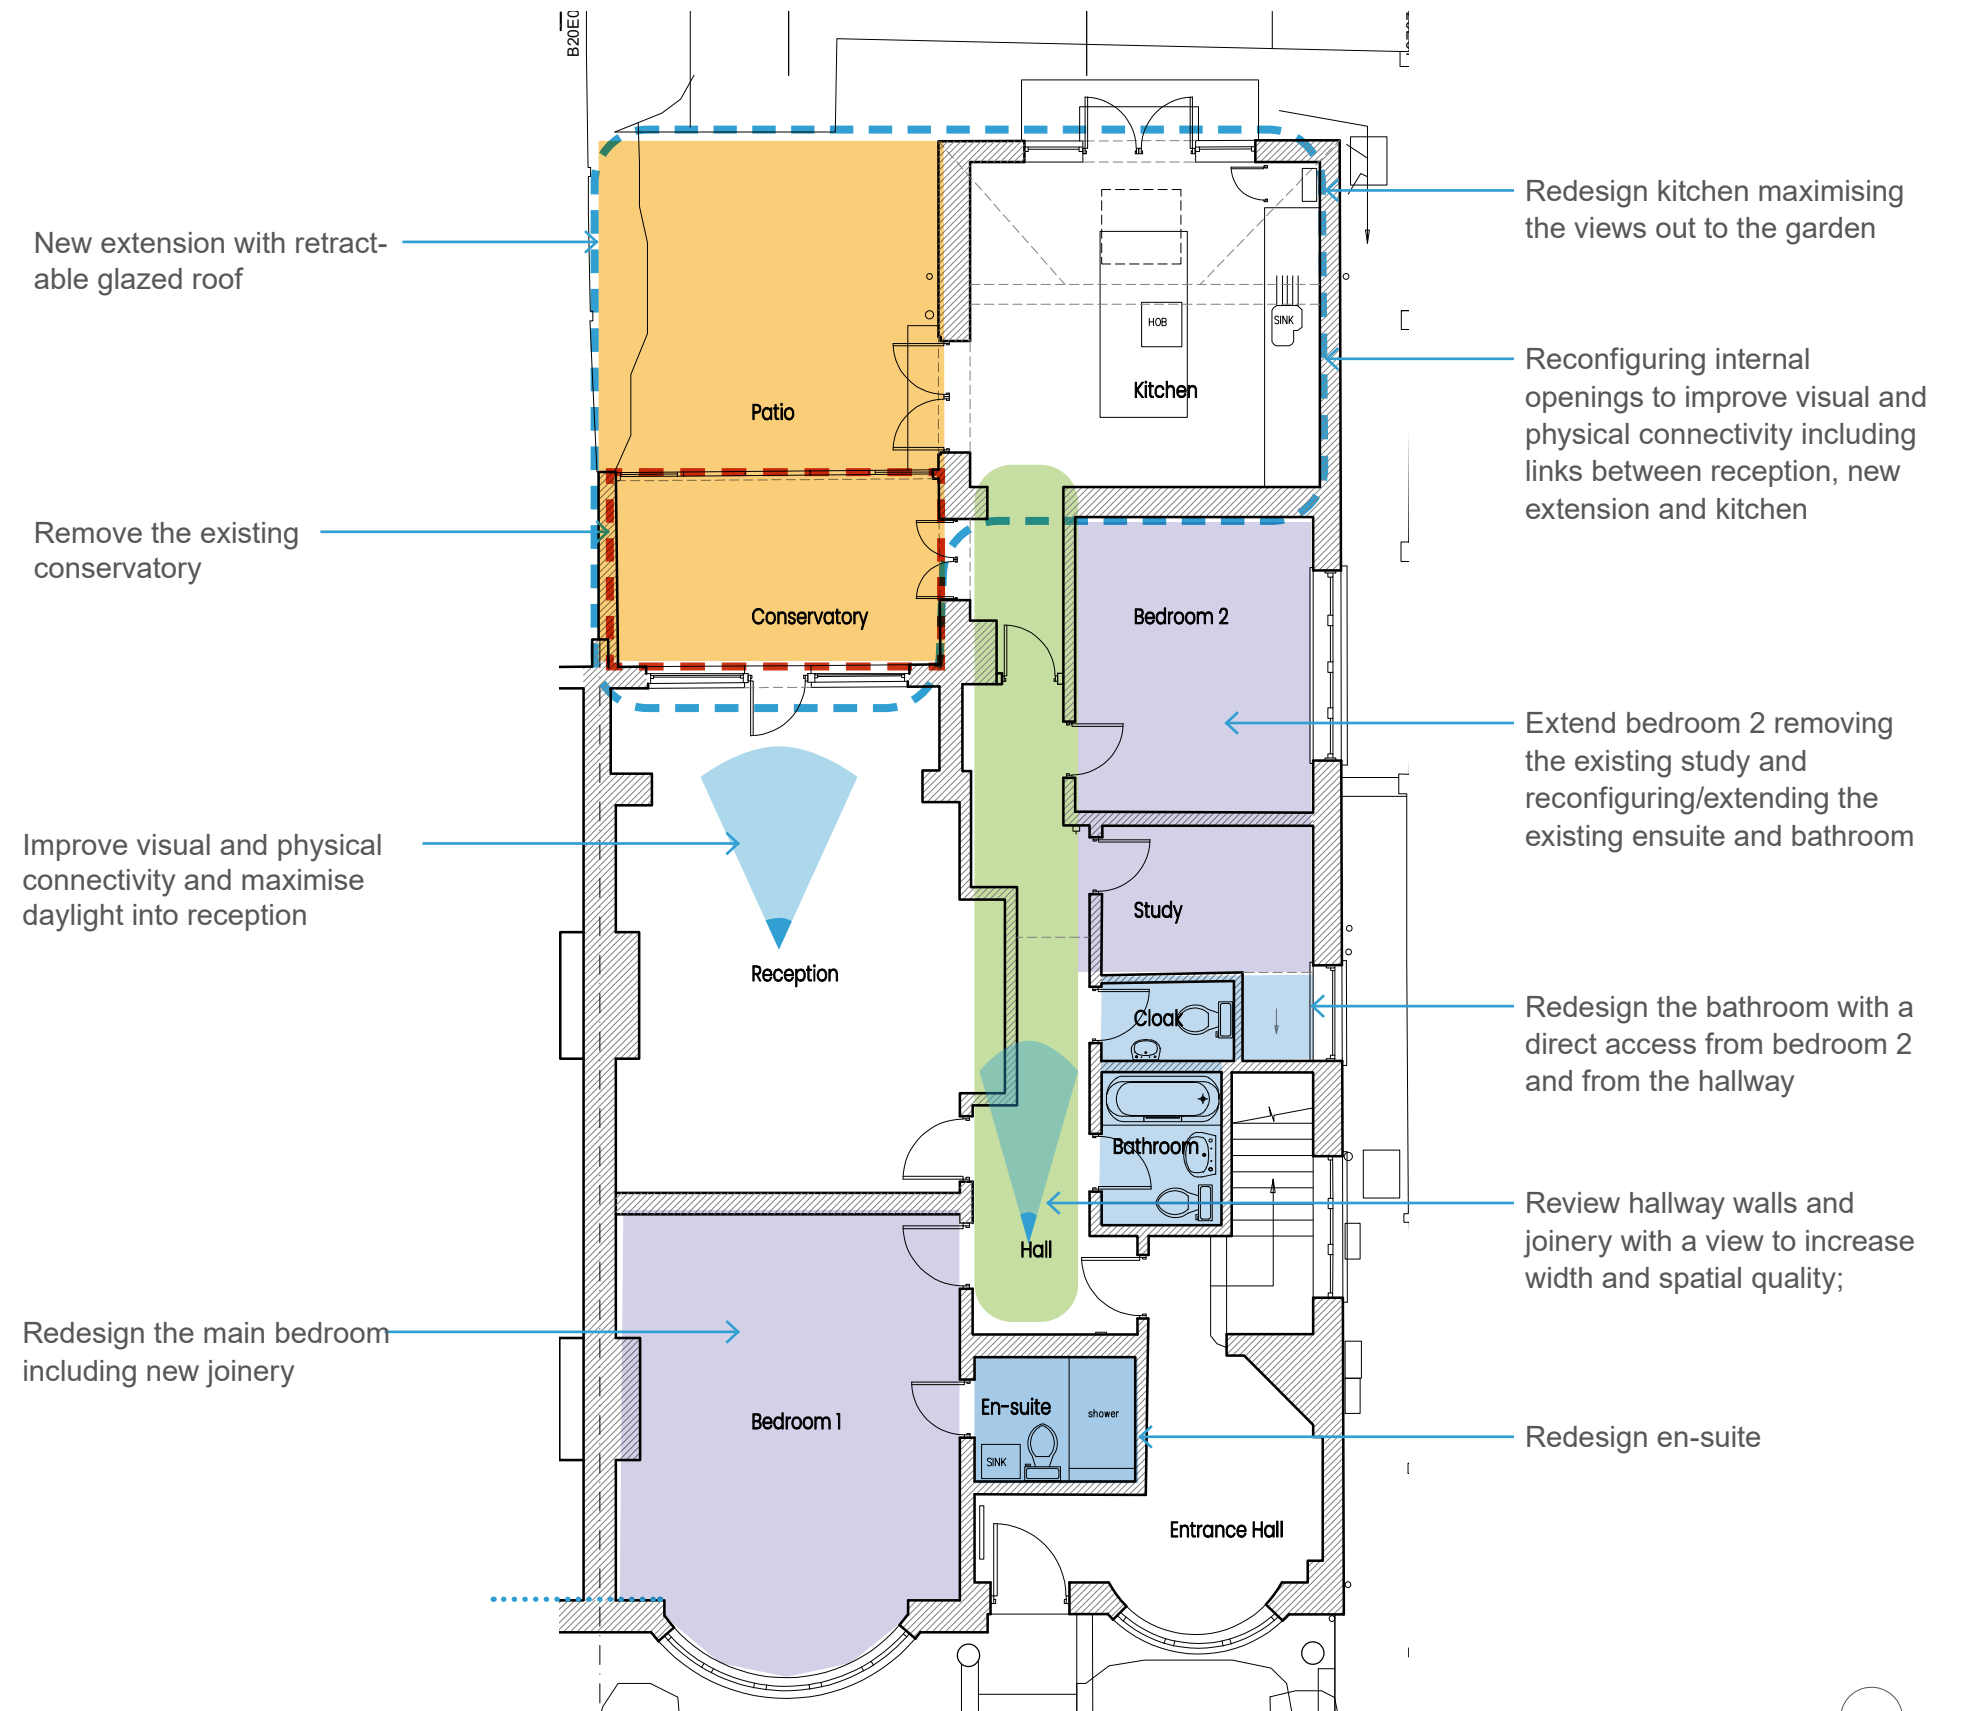 B20E0
New extension with retract-
able glazed roof
Remove the existing
conservatory
Improve visual and physical
connectivity and maximise
daylight into reception
Redesign the main bedroom
including new joinery
Patio
Conservatory
Reception
Bedroom 1
Kitchen
HOB
SINK
Bedroom 2
Study
Cloak
Bathroom
Hall
En-suite
shower
SINK
Entrance Hall
Redesign kitchen maximising
the views out to the garden
Reconfiguring internal
openings to improve visual and
physical connectivity including
links between reception, new
extension and kitchen
Extend bedroom 2 removing
the existing study and
reconfiguring/extending the
existing ensuite and bathroom
Redesign the bathroom with a
direct access from bedroom 2
and from the hallway
Review hallway walls and
joinery with a view to increase
width and spatial quality;
Redesign en-suite